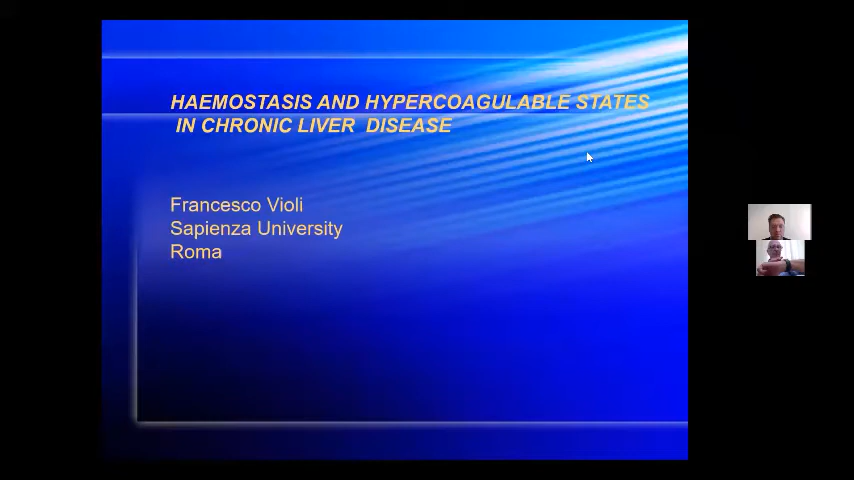 HAEMOSTASIS AND HYPERCOAGULABLE STATES
IN CHRONIC LIVER DISEASE
Francesco Violi
Sapienza University
Roma